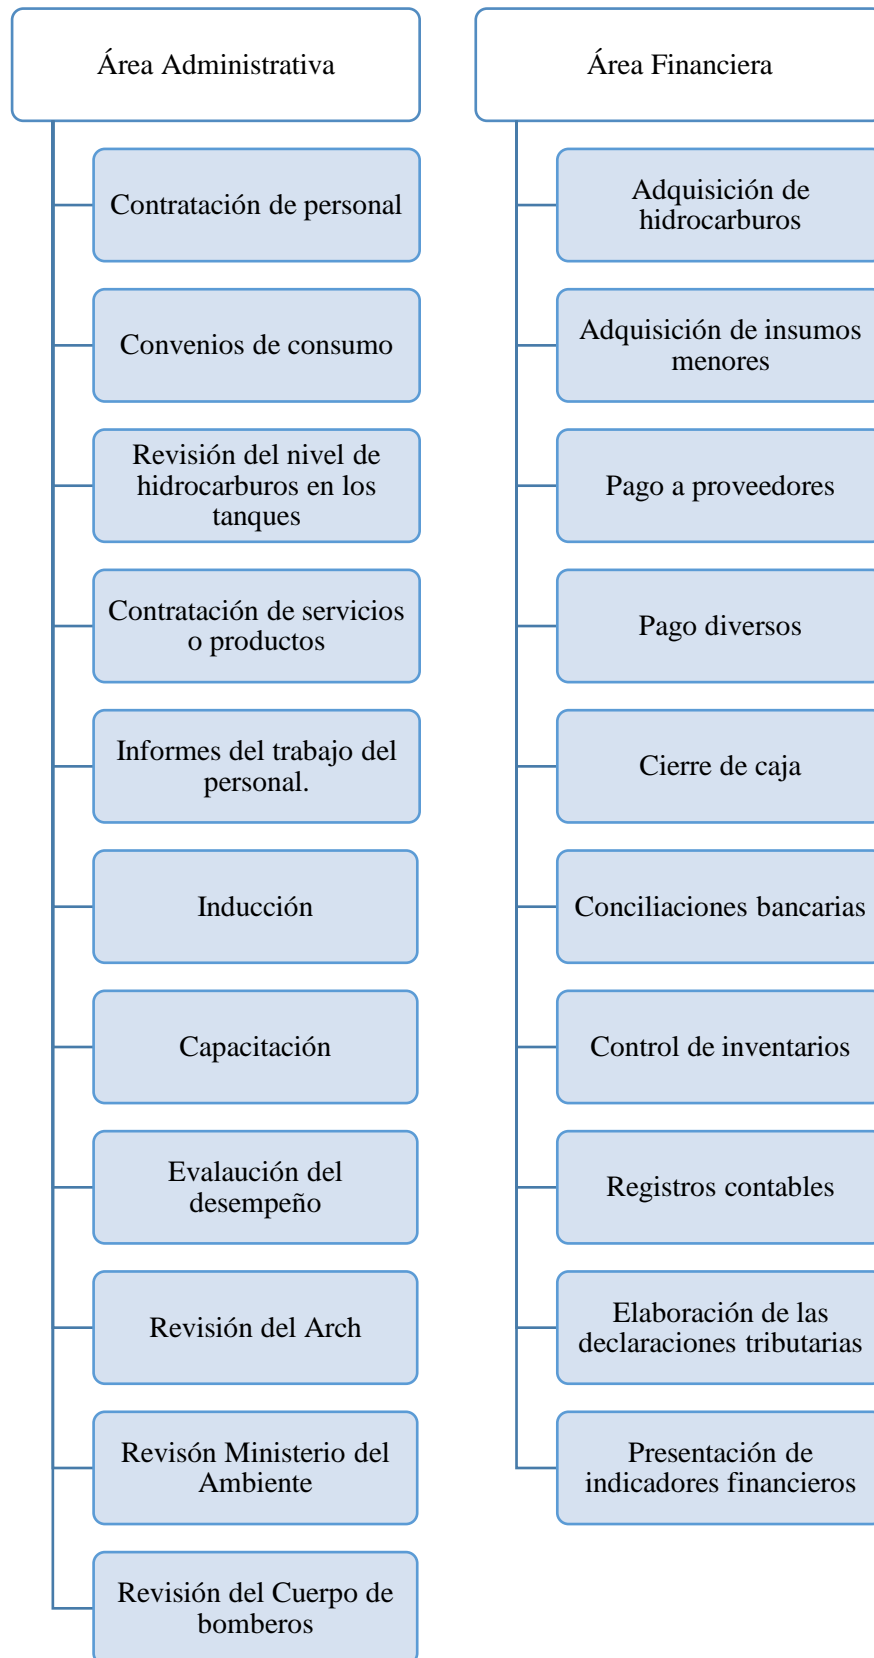 Área Administrativa
Contratación de personal
Convenios de consumo
Revisión del nivel de
hidrocarburos en los
tanques
Contratación de servicios
o productos
Informes del trabajo del
personal.
Inducción
Capacitación
Evalaución del
desempeño
Revisión del Arch
Revisón Ministerio del
Ambiente
Revisión del Cuerpo de
bomberos
Área Financiera
Adquisición de
hidrocarburos
Adquisición de insumos
menores
Pago a proveedores
Pago diversos
Cierre de caja
Conciliaciones bancarias
Control de inventarios
Registros contables
Elaboración de las
declaraciones tributarias
Presentación de
indicadores financieros